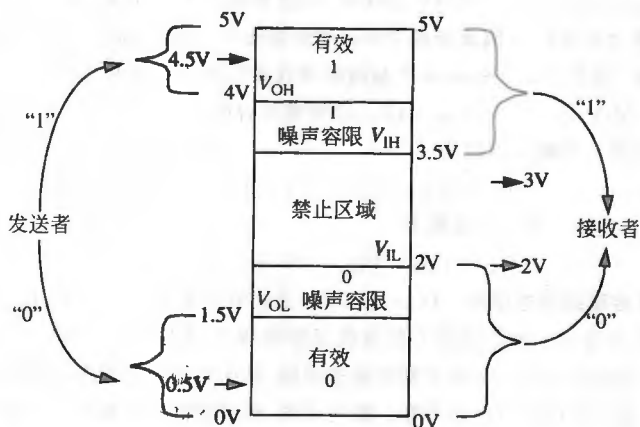 5V
5V
有效
1
4.5V
4V
V_OH
1
噪声容限 V_IH
3.5V
"1"
"1"
3V
禁止区域
发送者
接收者
V_IL
2V
2V
0
V_OL 噪声容限
1.5V
"0"
"0"
有效
0
0.5V
0V
0V